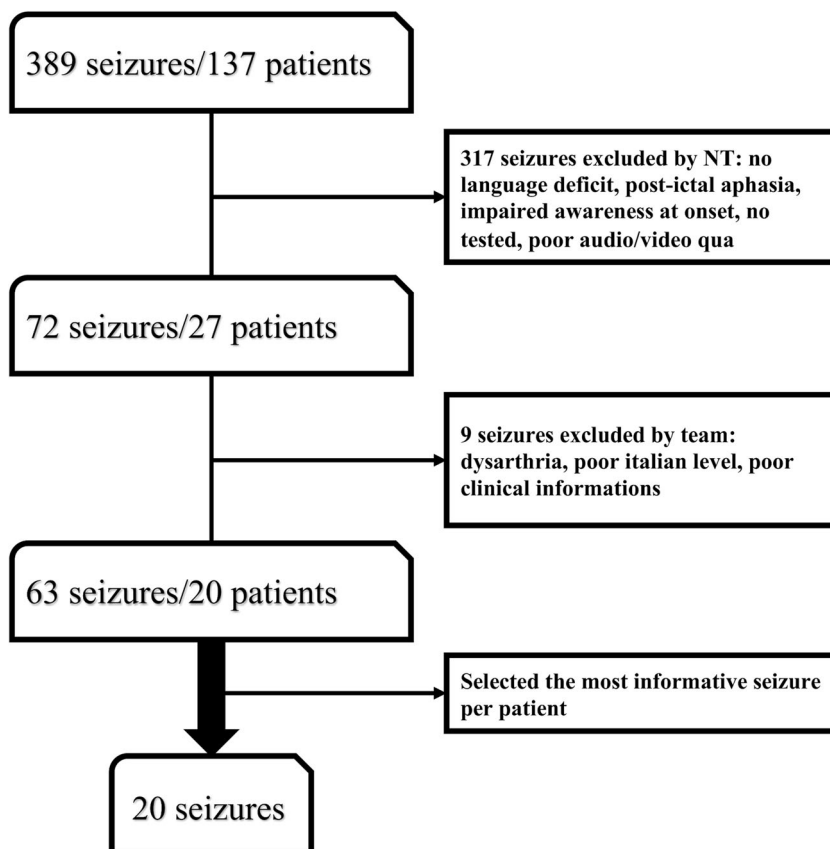 389 seizures/137 patients
317 seizures excluded by NT: no
language deficit, post-ictal aphasia,
impaired awareness at onset, no
tested, poor audio/video qua
72 seizures/27 patients
9 seizures excluded by team:
dysarthria, poor italian level, poor
clinical informations
63 seizures/20 patients
Selected the most informative seizure
per patient
20 seizures